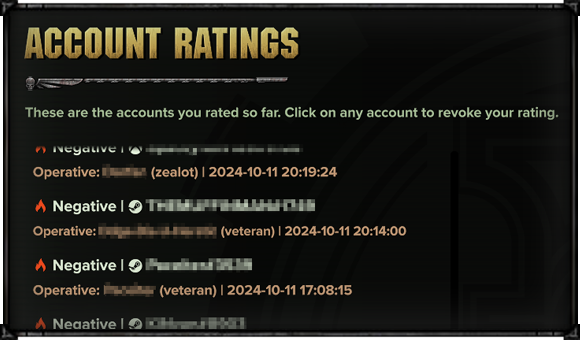 ACCOUNT RATINGS
These are the accounts you rated so far. Click on any account to revoke your rating.
Negative |
Operative: (zealot) | 2024-10-11 20:19:24
Negative |
Operative: (veteran) | 2024-10-11 20:14:00
Negative |
Operative: (veteran) | 2024-10-11 17:08:15
Negative |